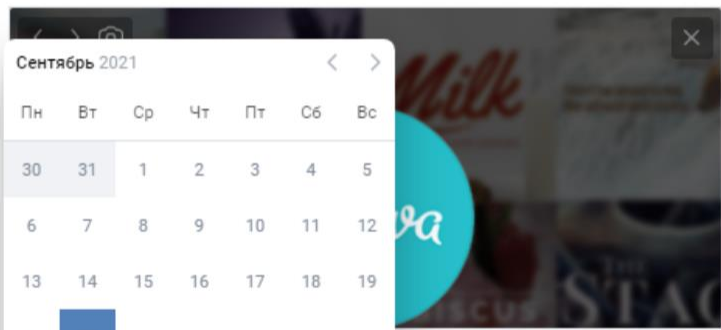 Сентябрь 2021
Пн Вт Ср Чт Пт Сб Вс
30 31 1 2 3 4 5
6 7 8 9 10 11 12
13 14 15 16 17 18 19
Milk
va
THE
STAC